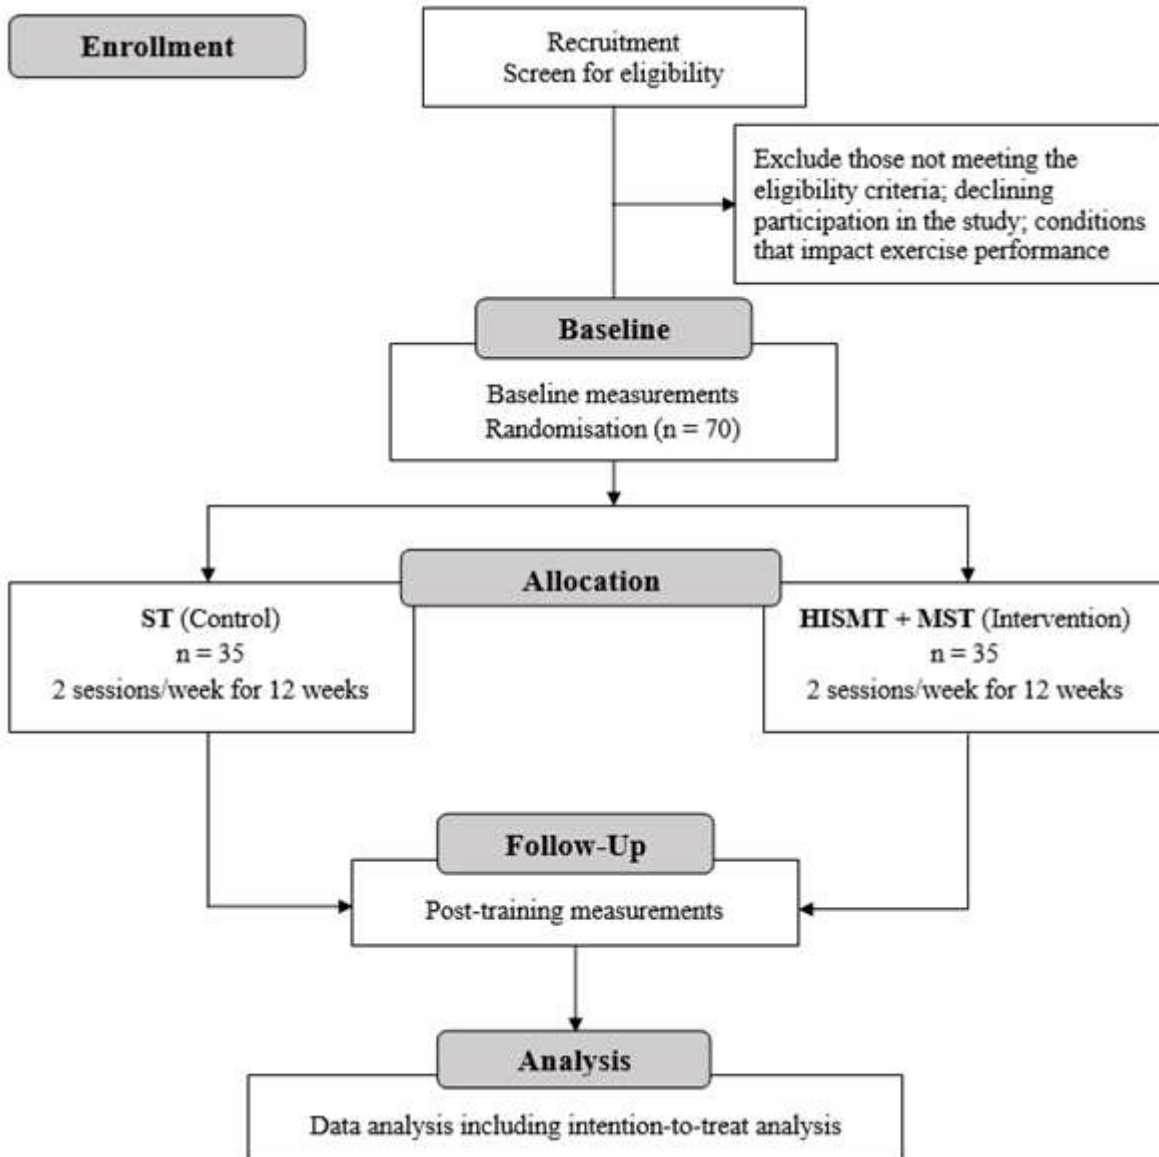 Enrollment
Recruitment
Screen for eligibility
Exclude those not meeting the
eligibility criteria; declining
participation in the study; conditions
that impact exercise performance
Baseline
Baseline measurements
Randomisation (n = 70)
Allocation
ST (Control)
n = 35
2 sessions/week for 12 weeks
HISMT + MST (Intervention)
n = 35
2 sessions/week for 12 weeks
Follow-Up
Post-training measurements
Analysis
Data analysis including intention-to-treat analysis